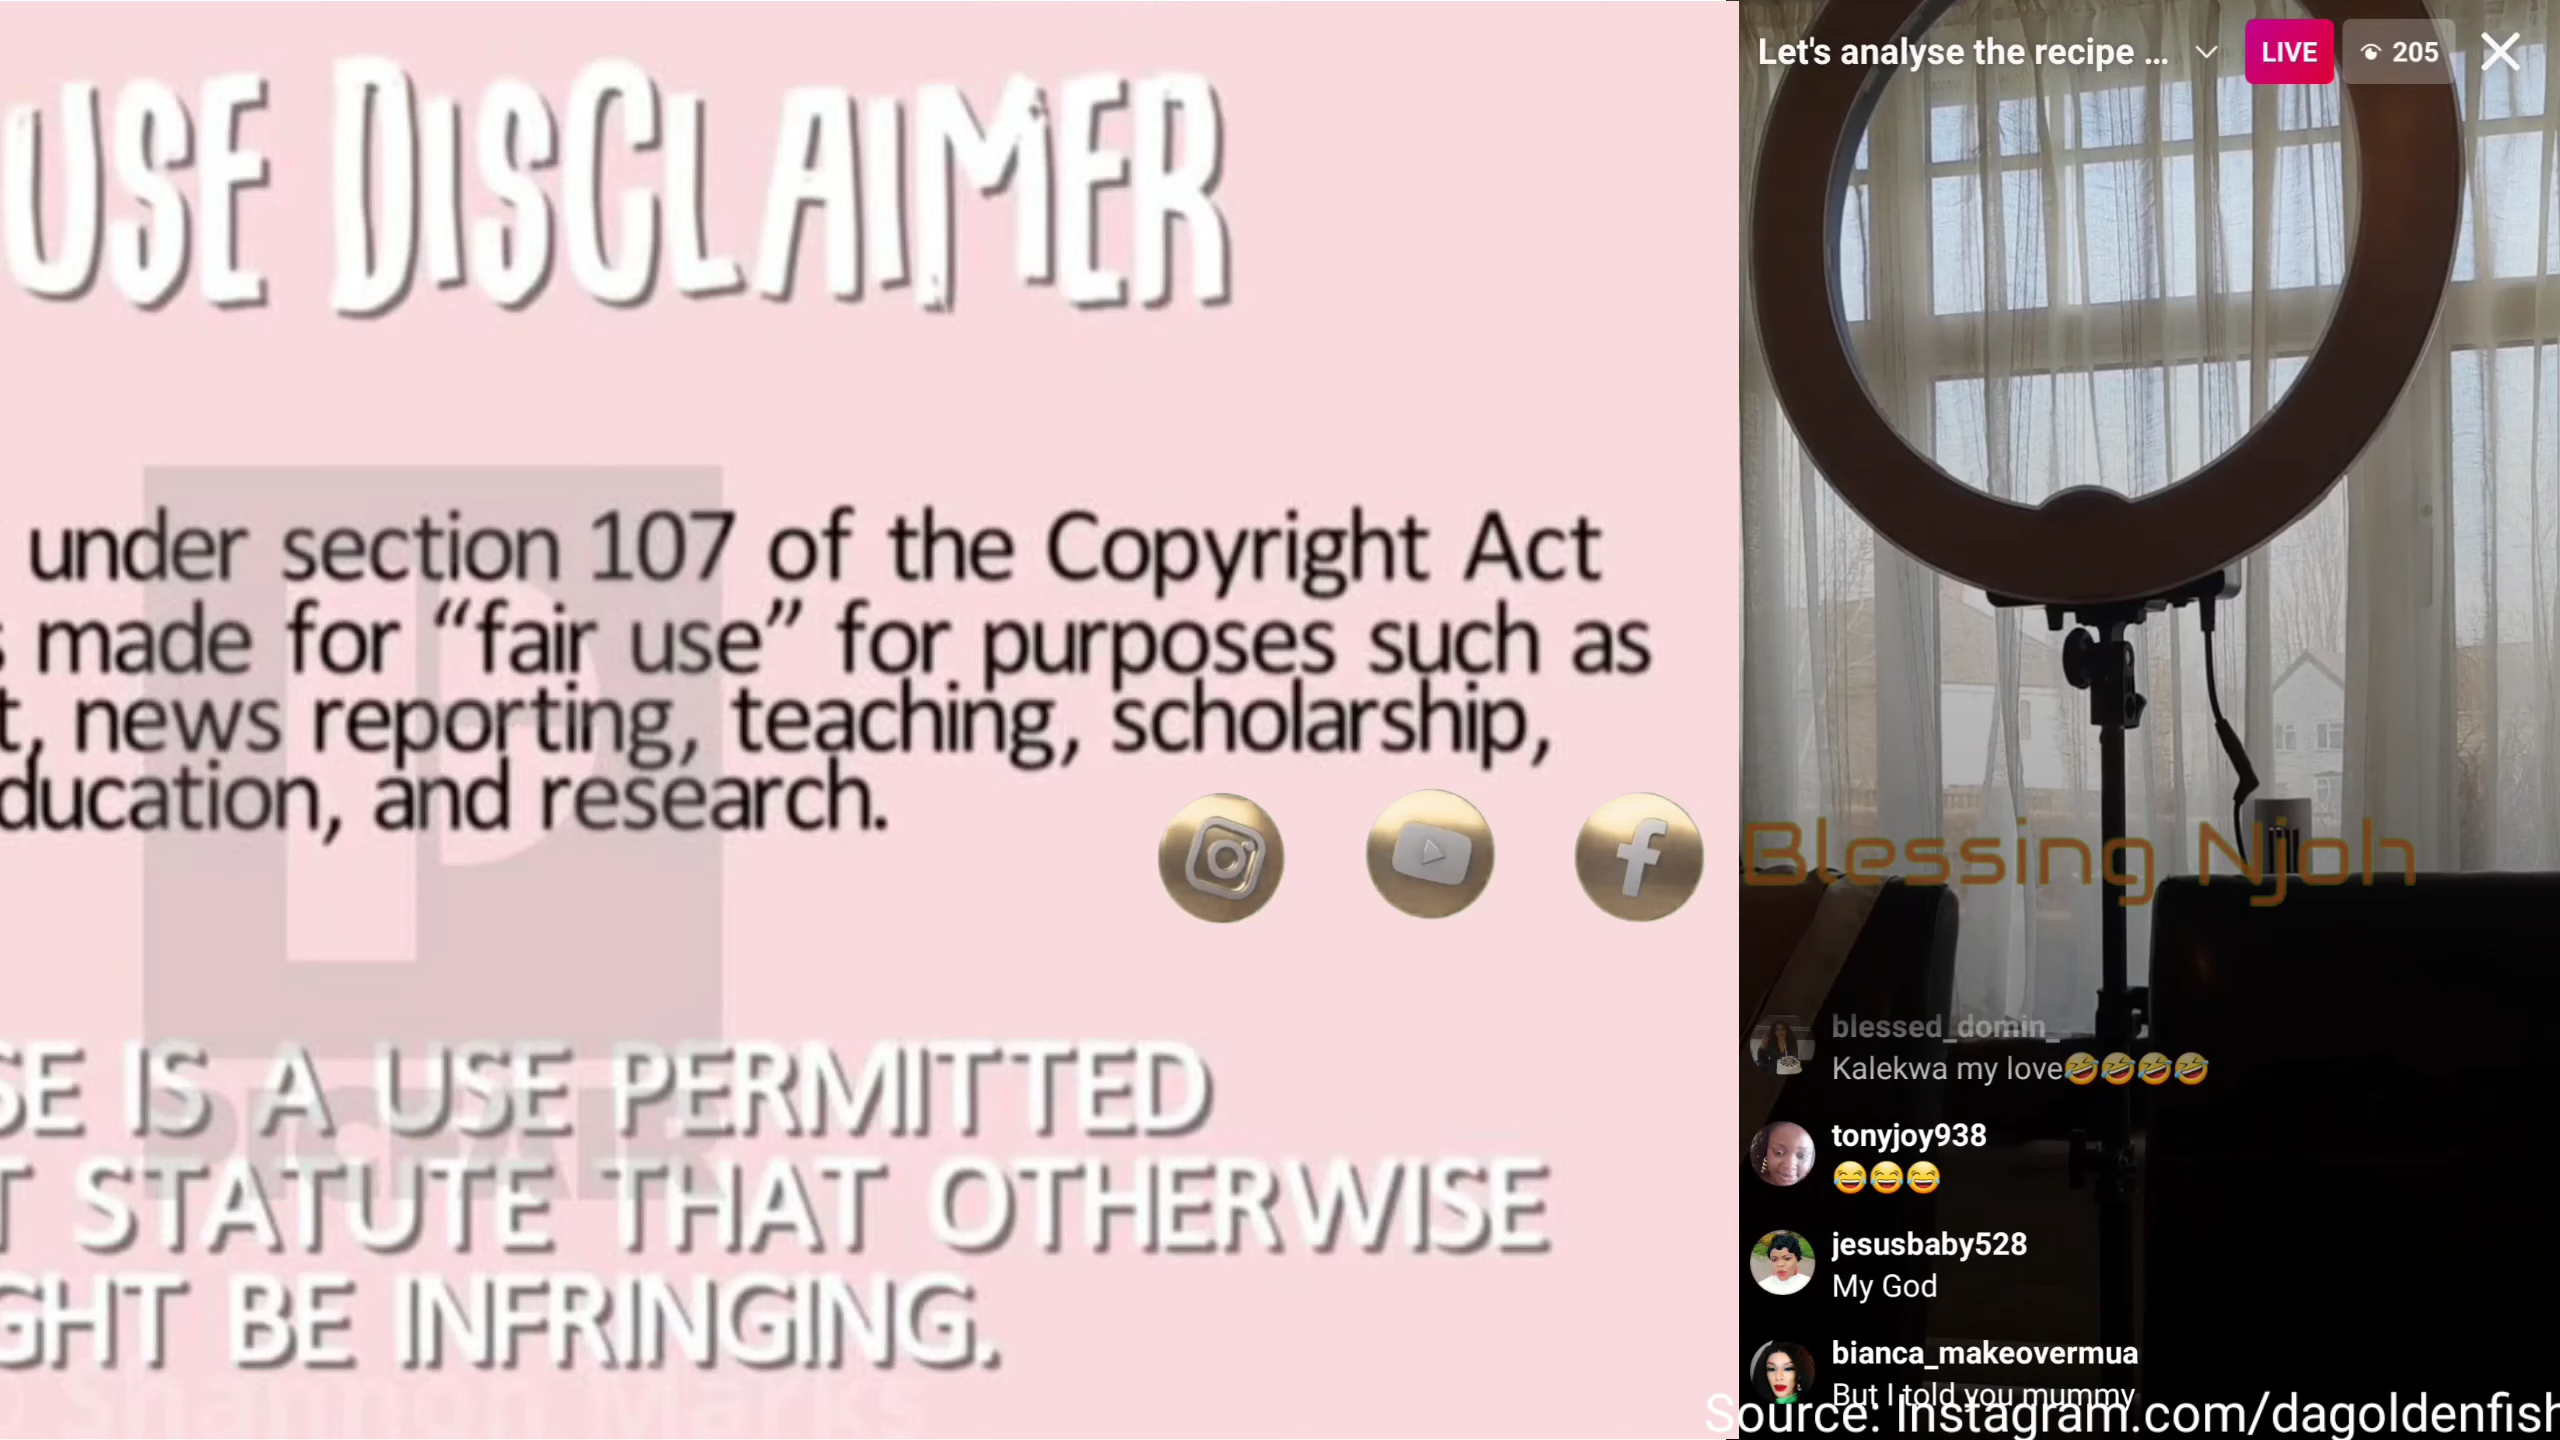 USE DISCLAIMER
under section 107 of the Copyright Act
made for “fair use” for purposes such as
t, news reporting, teaching, scholarship,
ducation, and research.
SE IS A USE PERMITTED
T STATUTE THAT OTHERWISE
GHT BE INFRINGING.
PICFAIR
© Shannon Marks
Let's analyse the recipe ...
LIVE
205
Blessing Njoh
blessed_domin_
Kalekwa my love🤣🤣🤣🤣
tonyjoy938
😂😂😂
jesusbaby528
My God
bianca_makeovermua
But I told you mummy
Source: Instagram.com/dagoldenfish